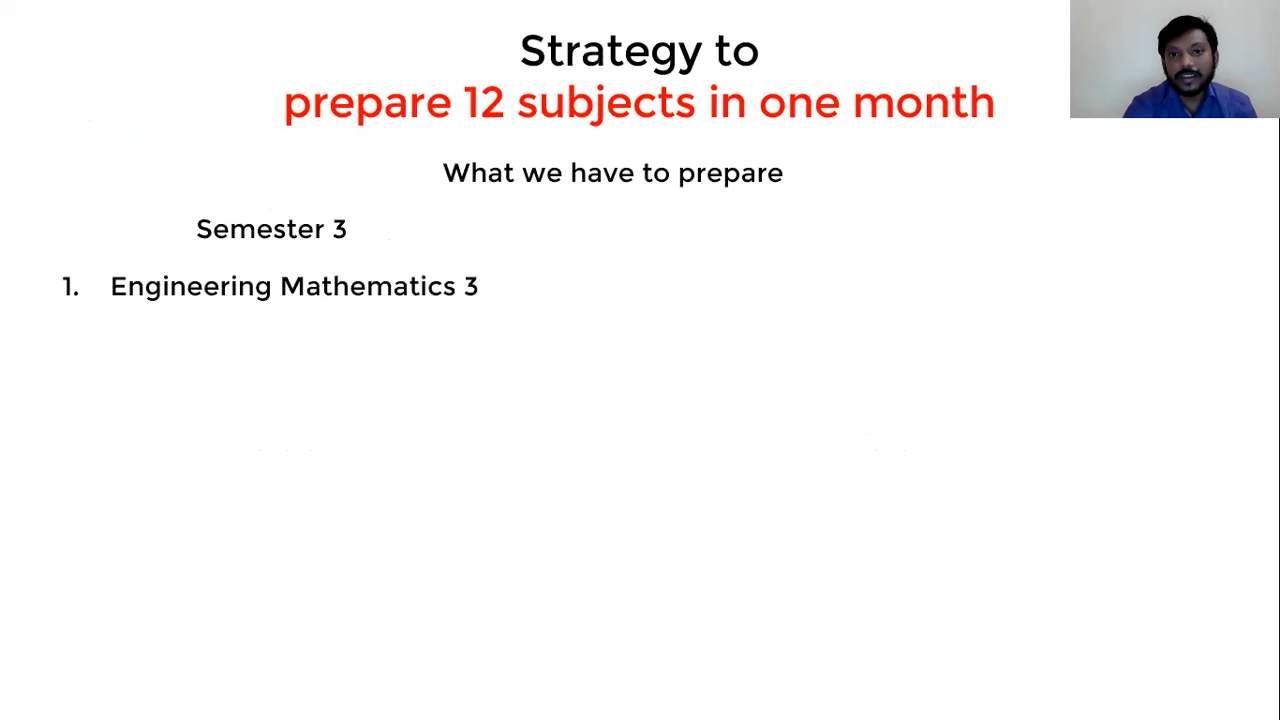 Strategy to
prepare 12 subjects in one month
What we have to prepare
Semester 3
1. Engineering Mathematics 3